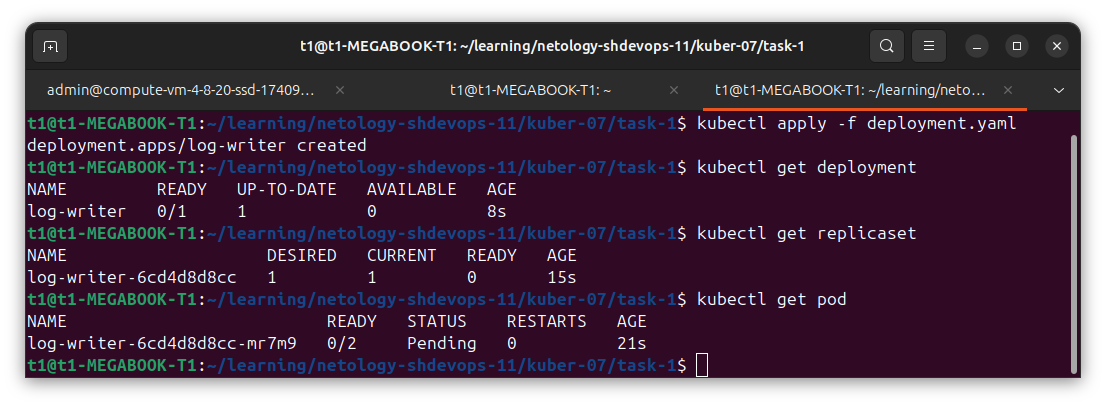 t1@t1-MEGABOOK-T1: ~/learning/netology-shdevops-11/kuber-07/task-1
admin@compute-vm-4-8-20-ssd-17409…
t1@t1-MEGABOOK-T1: ~
t1@t1-MEGABOOK-T1: ~/learning/neto…
t1@t1-MEGABOOK-T1:~/learning/netology-shdevops-11/kuber-07/task-1$ kubectl apply -f deployment.yaml
deployment.apps/log-writer created
t1@t1-MEGABOOK-T1:~/learning/netology-shdevops-11/kuber-07/task-1$ kubectl get deployment
NAME         READY   UP-TO-DATE   AVAILABLE   AGE
log-writer   0/1     1            0           8s
t1@t1-MEGABOOK-T1:~/learning/netology-shdevops-11/kuber-07/task-1$ kubectl get replicaset
NAME                    DESIRED   CURRENT   READY   AGE
log-writer-6cd4d8d8cc   1         1         0       15s
t1@t1-MEGABOOK-T1:~/learning/netology-shdevops-11/kuber-07/task-1$ kubectl get pod
NAME                          READY   STATUS    RESTARTS   AGE
log-writer-6cd4d8d8cc-mr7m9   0/2     Pending   0          21s
t1@t1-MEGABOOK-T1:~/learning/netology-shdevops-11/kuber-07/task-1$